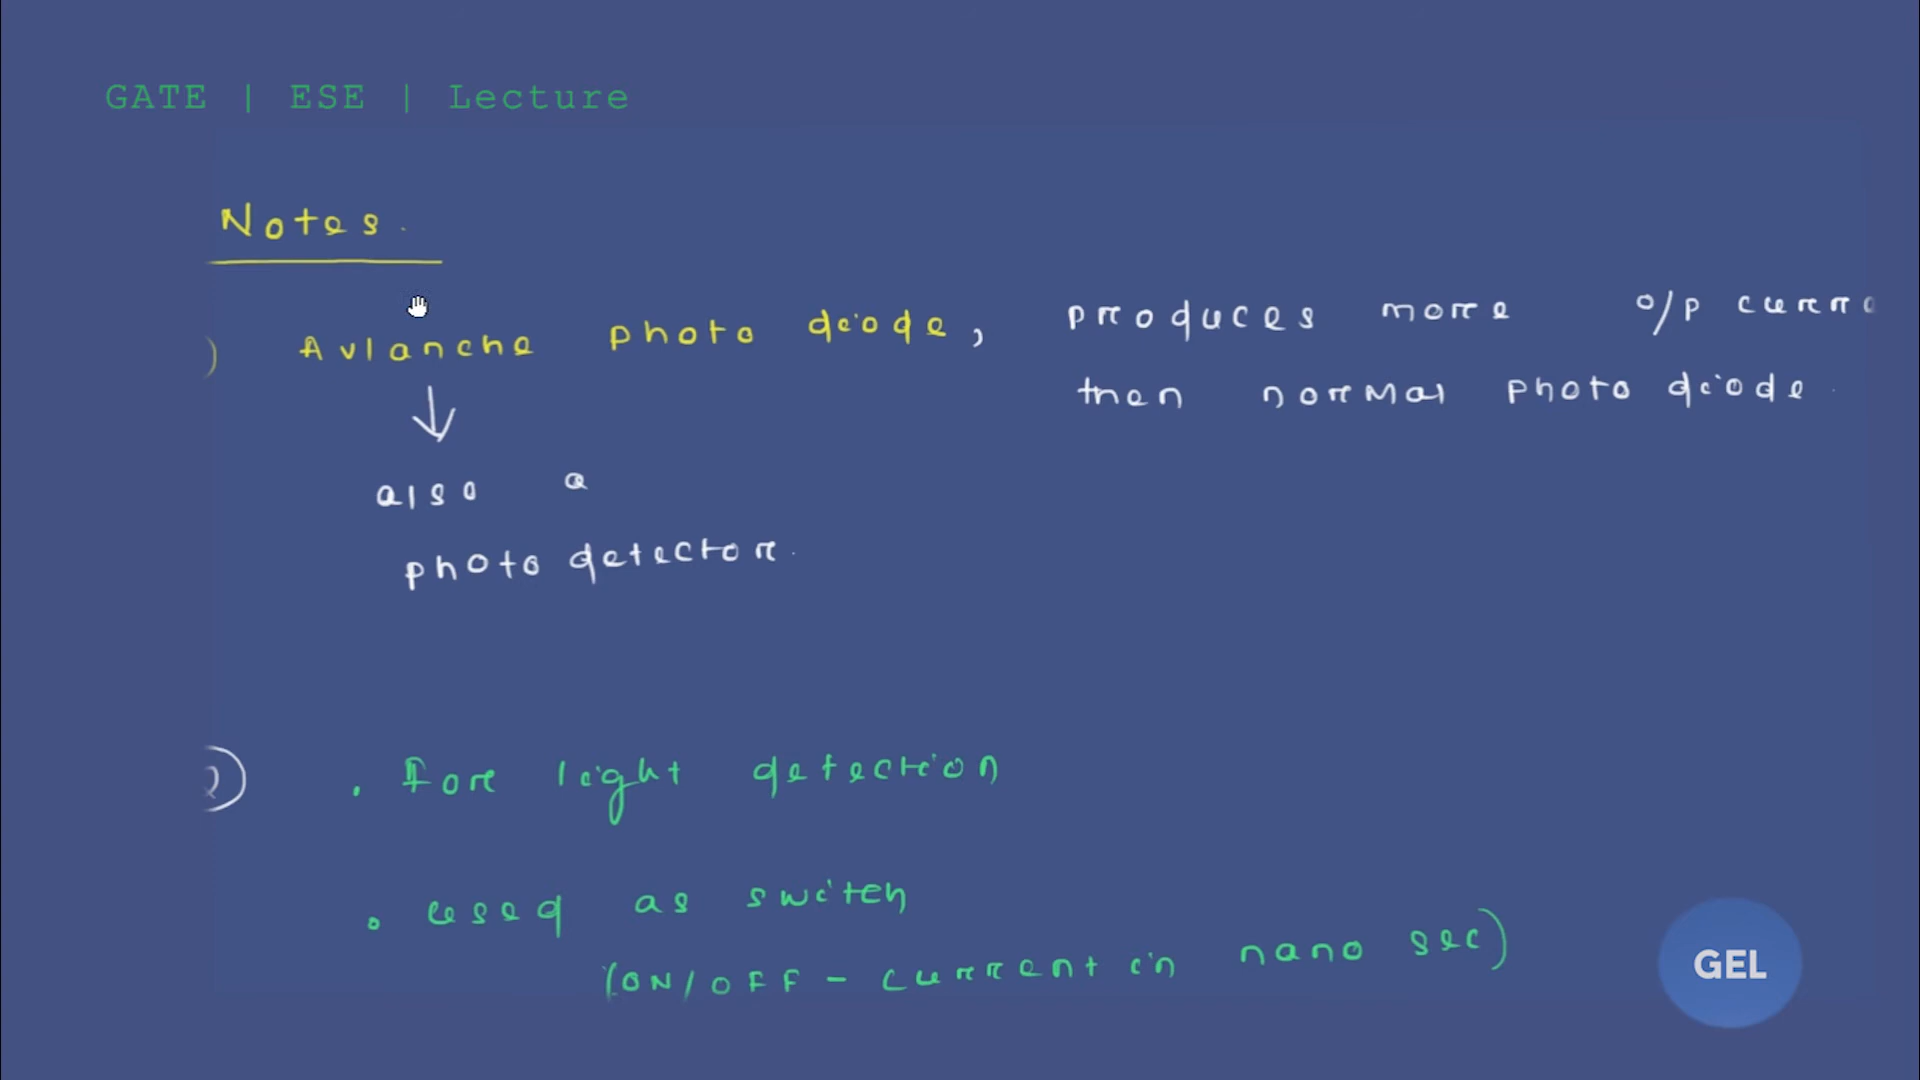 GATE | ESE | Lecture
Notes.
) Avlanche photo diode, produces more o/p curre
then normal photo diode.
also a
photo detector.
2) . For light detection
. used as switch
(ON/OFF - current in nano sec)
GEL